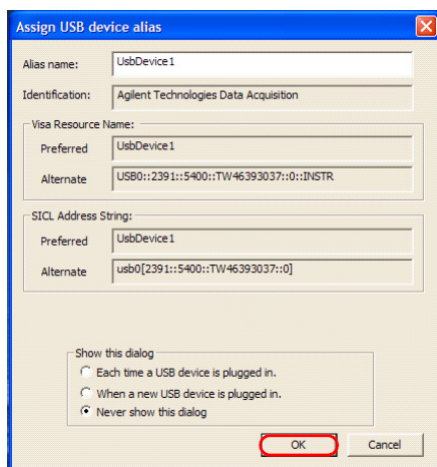 Assign USB device alias
Alias name: UsbDevice1
Identification: Agilent Technologies Data Acquisition
Visa Resource Name:
Preferred UsbDevice1
Alternate USB0::2391::5400::TW46393037::0::INSTR
SICL Address String:
Preferred UsbDevice1
Alternate usb0[2391::5400::TW46393037::0]
Show this dialog
Each time a USB device is plugged in.
When a new USB device is plugged in.
Never show this dialog
OK Cancel